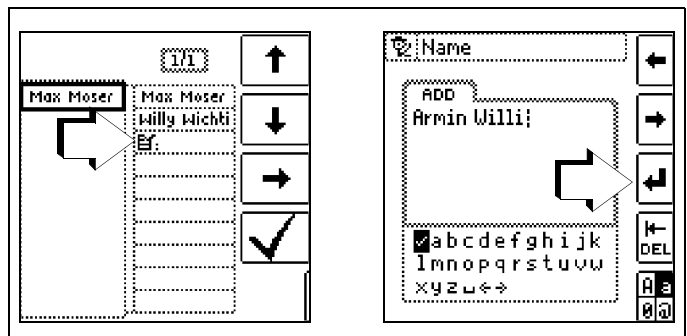 1/1
Max Moser
Max Moser
Willy Wichti
Name
ADD
Armin Willi
abcdefghijk
lmnopqrstuvw
xyz
DEL
A a
0 @